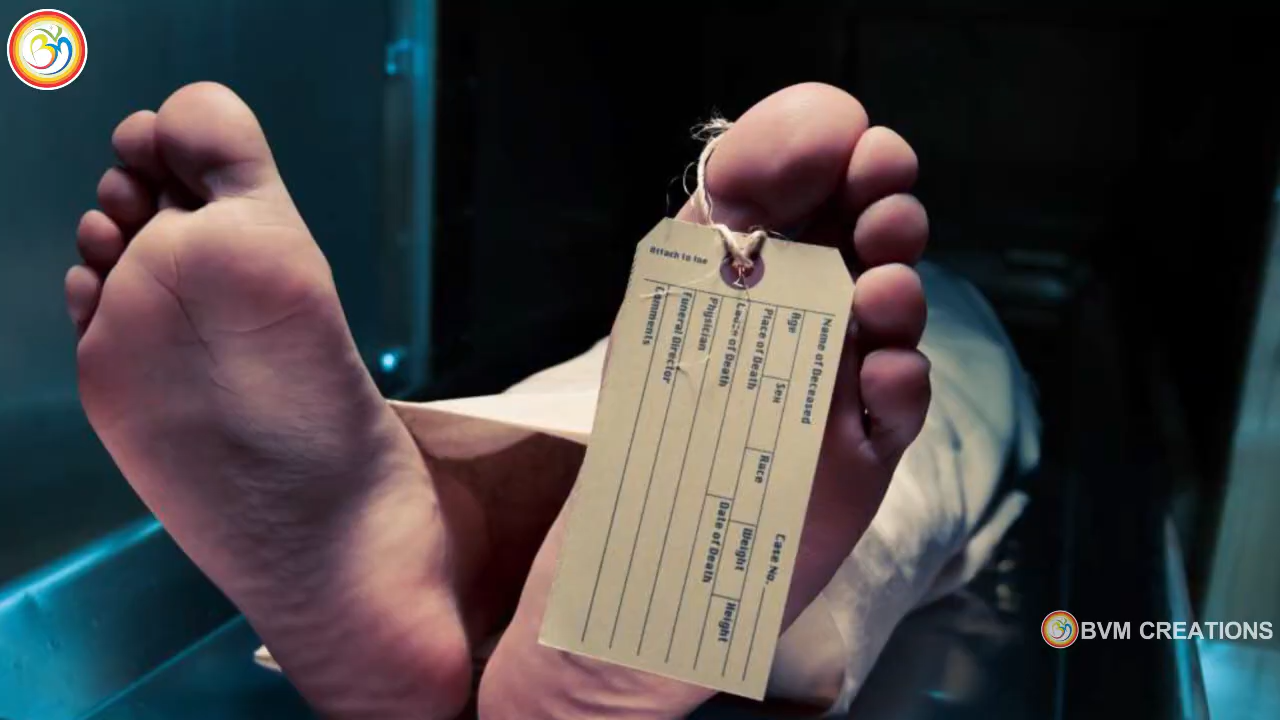 Attach to toe
Name of Deceased
Case No.
Age
Sex
Race
Weight
Height
Place of Death
Cause of Death
Date of Death
Physician
Funeral Director
Comments
BVM CREATIONS